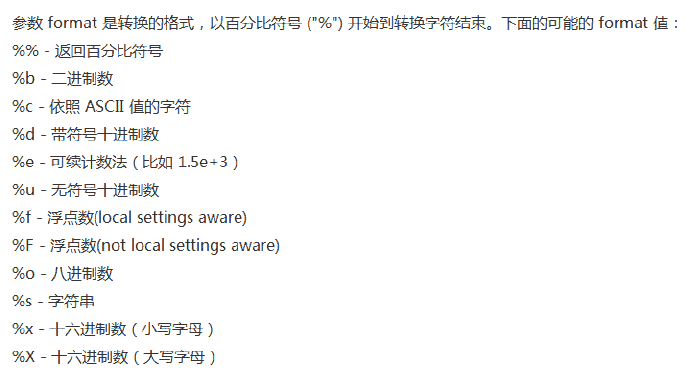 参数 format 是转换的格式，以百分比符号 ("%") 开始到转换字符结束。下面的可能的 format 值：
%% - 返回百分比符号
%b - 二进制数
%c - 依照 ASCII 值的字符
%d - 带符号十进制数
%e - 可续计数法（比如 1.5e+3）
%u - 无符号十进制数
%f - 浮点数(local settings aware)
%F - 浮点数(not local settings aware)
%o - 八进制数
%s - 字符串
%x - 十六进制数（小写字母）
%X - 十六进制数（大写字母）